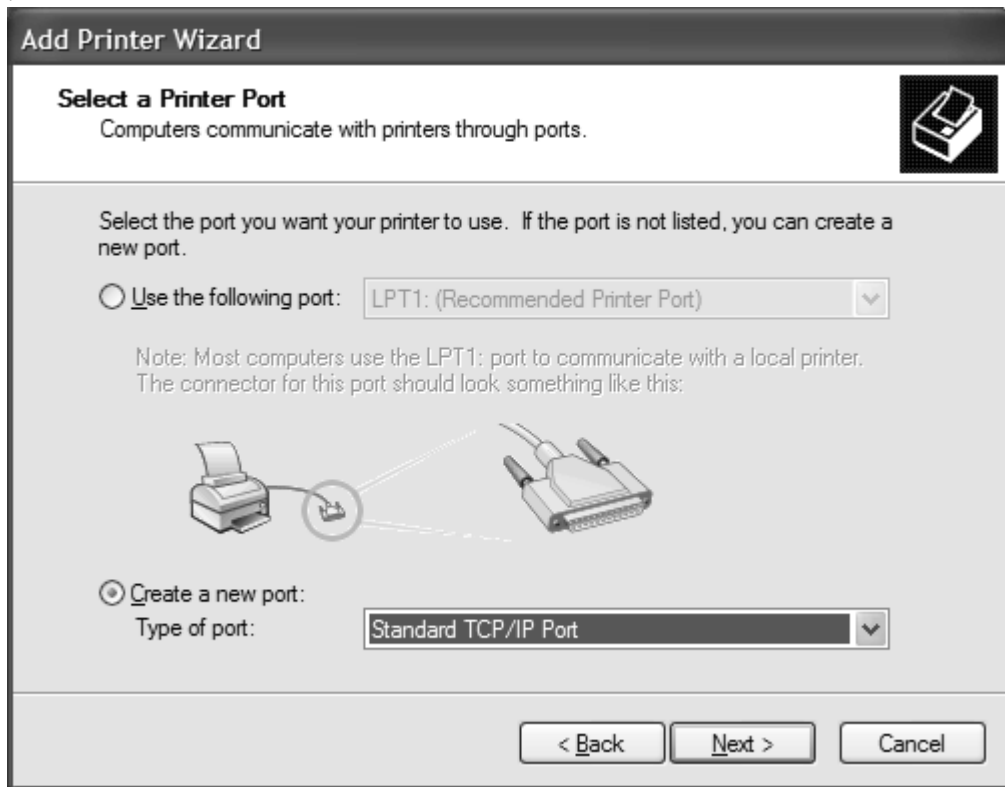 Add Printer Wizard
Select a Printer Port
Computers communicate with printers through ports.
Select the port you want your printer to use.  If the port is not listed, you can create a
new port.
Use the following port:
LPT1: (Recommended Printer Port)
Note: Most computers use the LPT1: port to communicate with a local printer.
The connector for this port should look something like this:
Create a new port:
Type of port:
Standard TCP/IP Port
< Back
Next >
Cancel